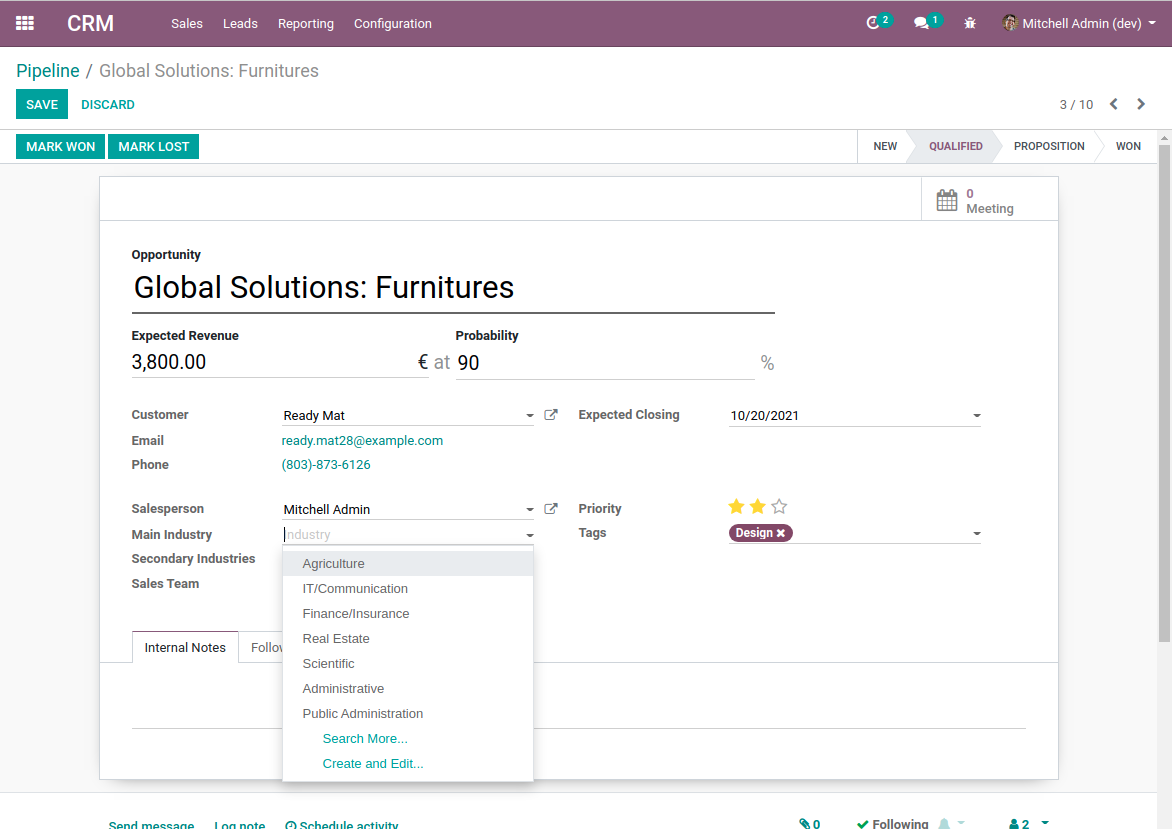 CRM Sales Leads Reporting Configuration 2 1 Mitchell Admin (dev)
Pipeline / Global Solutions: Furnitures
SAVE DISCARD 3 / 10
MARK WON MARK LOST NEW QUALIFIED PROPOSITION WON
0
Meeting
Opportunity
Global Solutions: Furnitures
Expected Revenue Probability
3,800.00 € at 90 %
Customer Ready Mat Expected Closing 10/20/2021
Email ready.mat28@example.com
Phone (803)-873-6126
Salesperson Mitchell Admin Priority
Main Industry Industry Tags Design ✖
Secondary Industries
Agriculture
Sales Team
IT/Communication
Finance/Insurance
Real Estate
Internal Notes Follow
Scientific
Administrative
Public Administration
Search More...
Create and Edit...
Send message Log note Schedule activity 0 Following 2